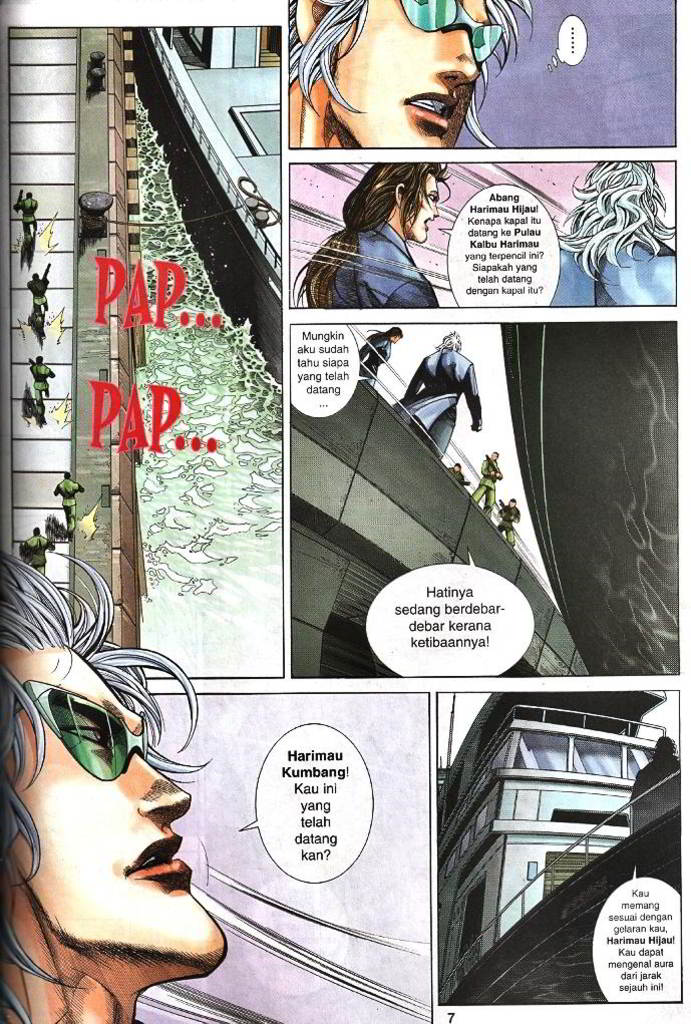 PAP...
PAP...
....
Abang
Harimau Hijau!
Kenapa kapal itu
datang ke Pulau
Kalbu Harimau
yang terpencil ini?
Siapakah yang
telah datang
dengan kapal itu?
Mungkin
aku sudah
tahu siapa
yang telah
datang
...
Hatinya
sedang berdebar-
debar kerana
ketibaannya!
Harimau
Kumbang!
Kau ini
yang
telah
datang
kan?
Kau
memang
sesuai dengan
gelaran kau,
Harimau Hijau!
Kau dapat
mengenal aura
dari jarak
sejauh ini!
7